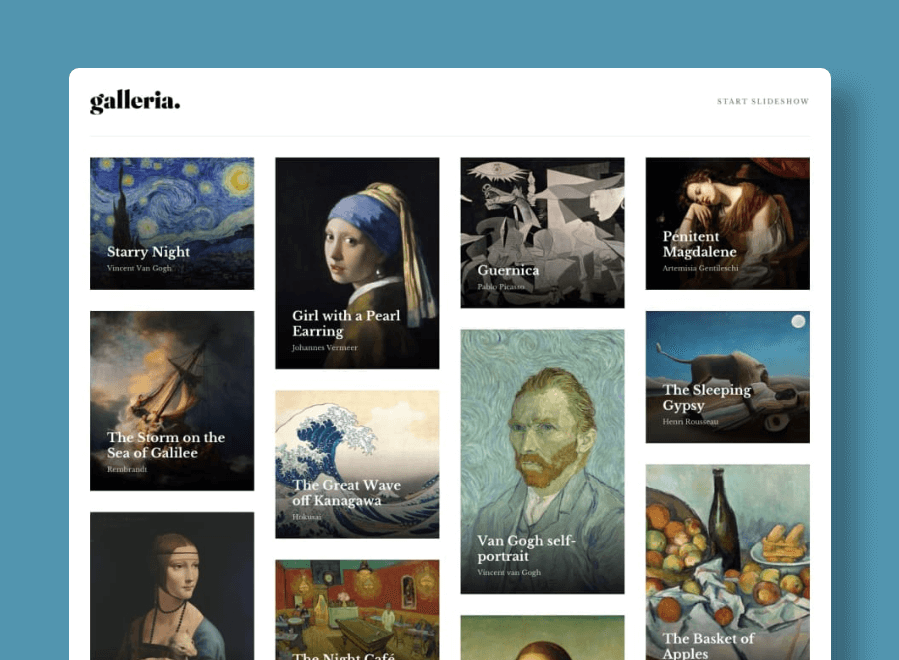 galleria.
START SLIDESHOW
Starry Night
Vincent Van Gogh
Girl with a Pearl
Earring
Johannes Vermeer
Guernica
Pablo Picasso
Penitent
Magdalene
Artemisia Gentileschi
The Storm on the
Sea of Galilee
Rembrandt
The Great Wave
off Kanagawa
Hokusai
Van Gogh self-
portrait
Vincent van Gogh
The Sleeping
Gypsy
Henri Rousseau
The Night Café
The Basket of
Apples